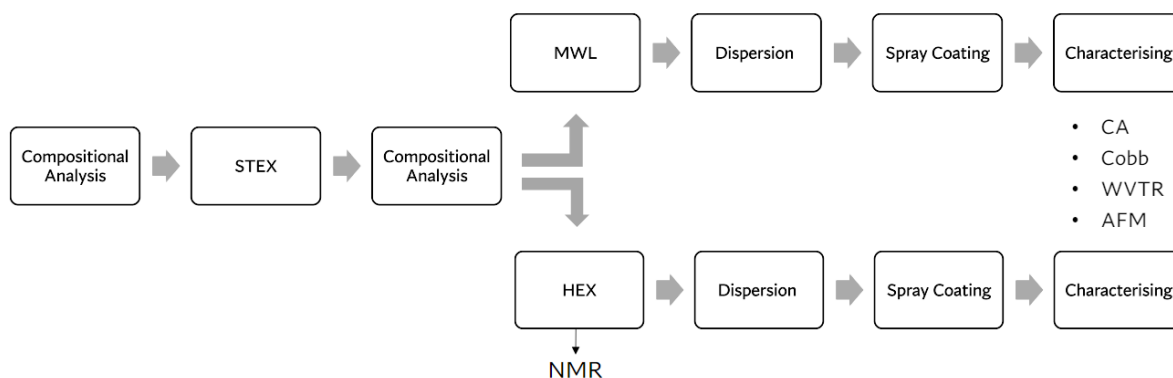 MWL
Dispersion
Spray Coating
Characterising
Compositional
Analysis
STEX
Compositional
Analysis
• CA
• Cobb
• WVTR
• AFM
HEX
Dispersion
Spray Coating
Characterising
NMR